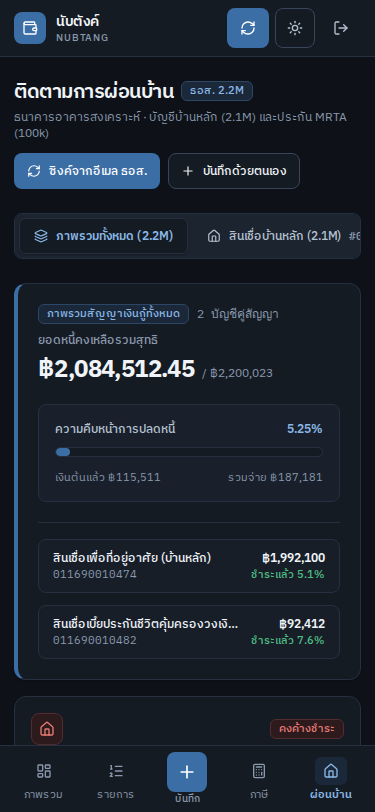 นับตังค์
NUBTANG
ติดตามการผ่อนบ้าน
ธอส. 2.2M
ธนาคารอาคารสงเคราะห์ · บัญชีบ้านหลัก (2.1M) และประกัน MRTA
(100k)
ซิงค์จากอีเมล ธอส.
บันทึกด้วยตนเอง
ภาพรวมทั้งหมด (2.2M)
สินเชื่อบ้านหลัก (2.1M)
ภาพรวมสัญญาเงินกู้ทั้งหมด
2 บัญชีคู่สัญญา
ยอดหนี้คงเหลือรวมสุทธิ
฿2,084,512.45 / ฿2,200,023
ความคืบหน้าการปลดหนี้ 5.25%
เงินต้นแล้ว ฿115,511 รวมจ่าย ฿187,181
สินเชื่อเพื่อที่อยู่อาศัย (บ้านหลัก) ฿1,992,100
011690010474 ชำระแล้ว 5.1%
สินเชื่อเบี้ยประกันชีวิตคุ้มครองวงเงิ... ฿92,412
011690010482 ชำระแล้ว 7.6%
คงค้างชำระ
ภาพรวม
รายการ
บันทึก
ภาษี
ผ่อนบ้าน